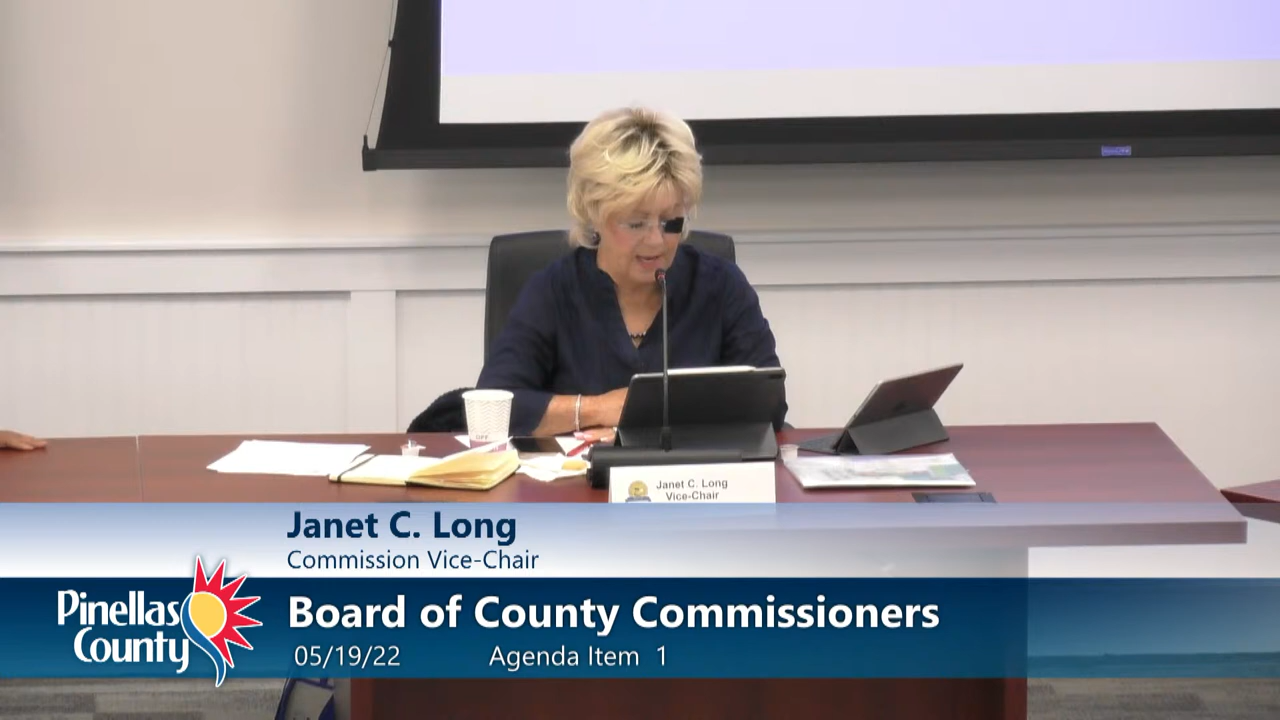 Janet C. Long
Vice-Chair
Janet C. Long
Commission Vice-Chair
Pinellas
County
Board of County Commissioners
05/19/22 Agenda Item 1